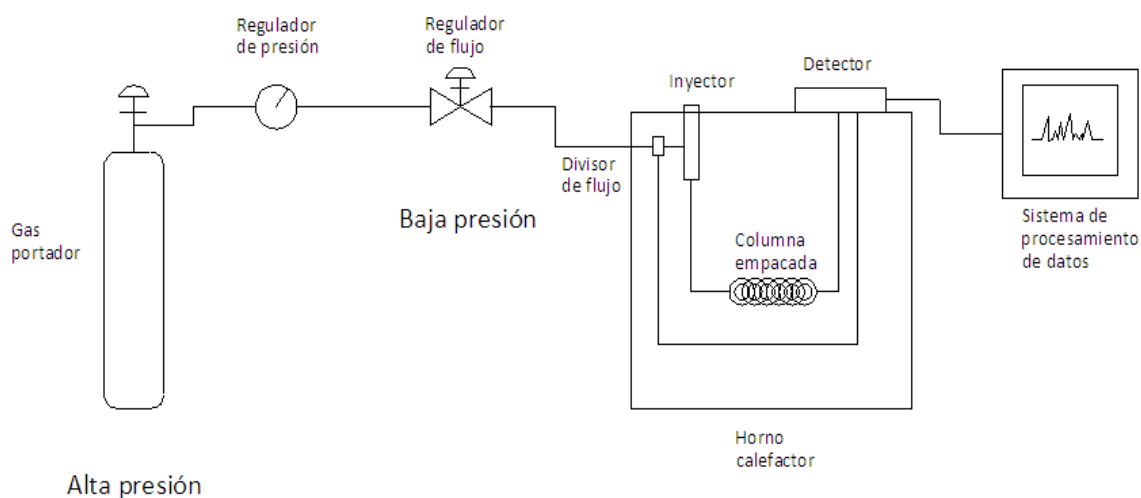 Regulador
de presión
Regulador
de flujo
Inyector
Detector
Divisor
de flujo
Baja presión
Gas
portador
Columna
empacada
Sistema de
procesamiento
de datos
Horno
calefactor
Alta presión